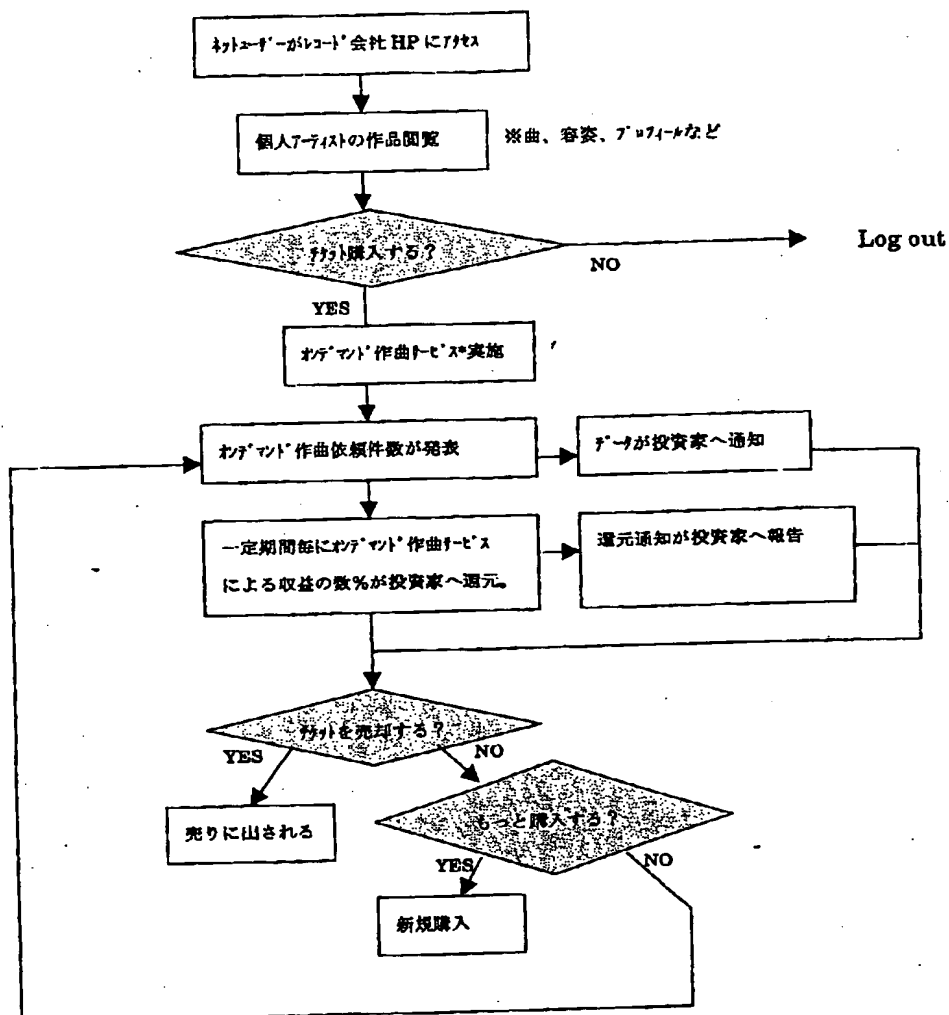 ﾈｯﾄﾕｰｻﾞｰがﾚｺｰﾄﾞ会社 HP にｱｸｾｽ
個人ｱｰﾃｨｽﾄの作品閲覧
※曲、容姿、ﾌﾟﾛﾌｨｰﾙなど
ﾁｹｯﾄ購入する？
NO
Log out
YES
ｵﾝﾃﾞﾏﾝﾄﾞ作曲ｻｰﾋﾞｽ*実施
ｵﾝﾃﾞﾏﾝﾄﾞ作曲依頼件数が発表
ﾃﾞｰﾀが投資家へ通知
一定期間毎にｵﾝﾃﾞﾏﾝﾄﾞ作曲ｻｰﾋﾞｽ
による収益の数%が投資家へ還元。
還元通知が投資家へ報告
ﾁｹｯﾄを売却する？
YES
NO
売りに出される
もっと購入する？
YES
NO
新規購入